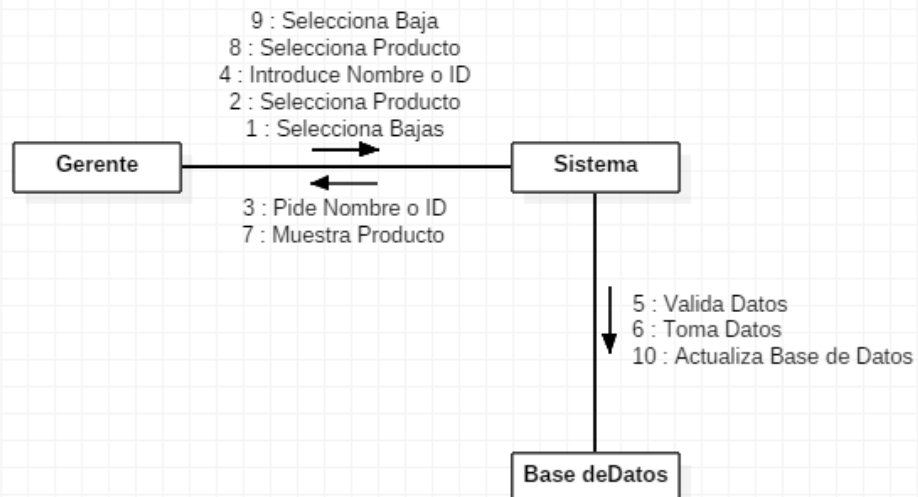 9 : Selecciona Baja
8 : Selecciona Producto
4 : Introduce Nombre o ID
2 : Selecciona Producto
1 : Selecciona Bajas
Gerente
Sistema
3 : Pide Nombre o ID
7 : Muestra Producto
5 : Valida Datos
6 : Toma Datos
10 : Actualiza Base de Datos
Base deDatos